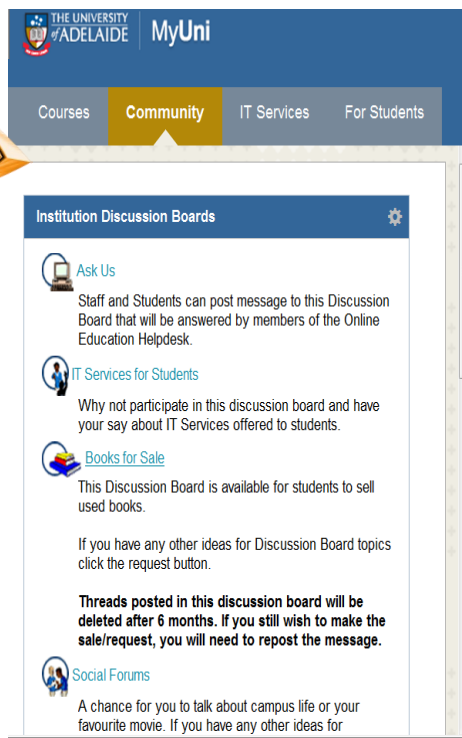 THE UNIVERSITY
of ADELAIDE
MyUni
Courses Community IT Services For Students
Institution Discussion Boards
Ask Us
Staff and Students can post message to this Discussion
Board that will be answered by members of the Online
Education Helpdesk.
IT Services for Students
Why not participate in this discussion board and have
your say about IT Services offered to students.
Books for Sale
This Discussion Board is available for students to sell
used books.
If you have any other ideas for Discussion Board topics
click the request button.
Threads posted in this discussion board will be
deleted after 6 months. If you still wish to make the
sale/request, you will need to repost the message.
Social Forums
A chance for you to talk about campus life or your
favourite movie. If you have any other ideas for